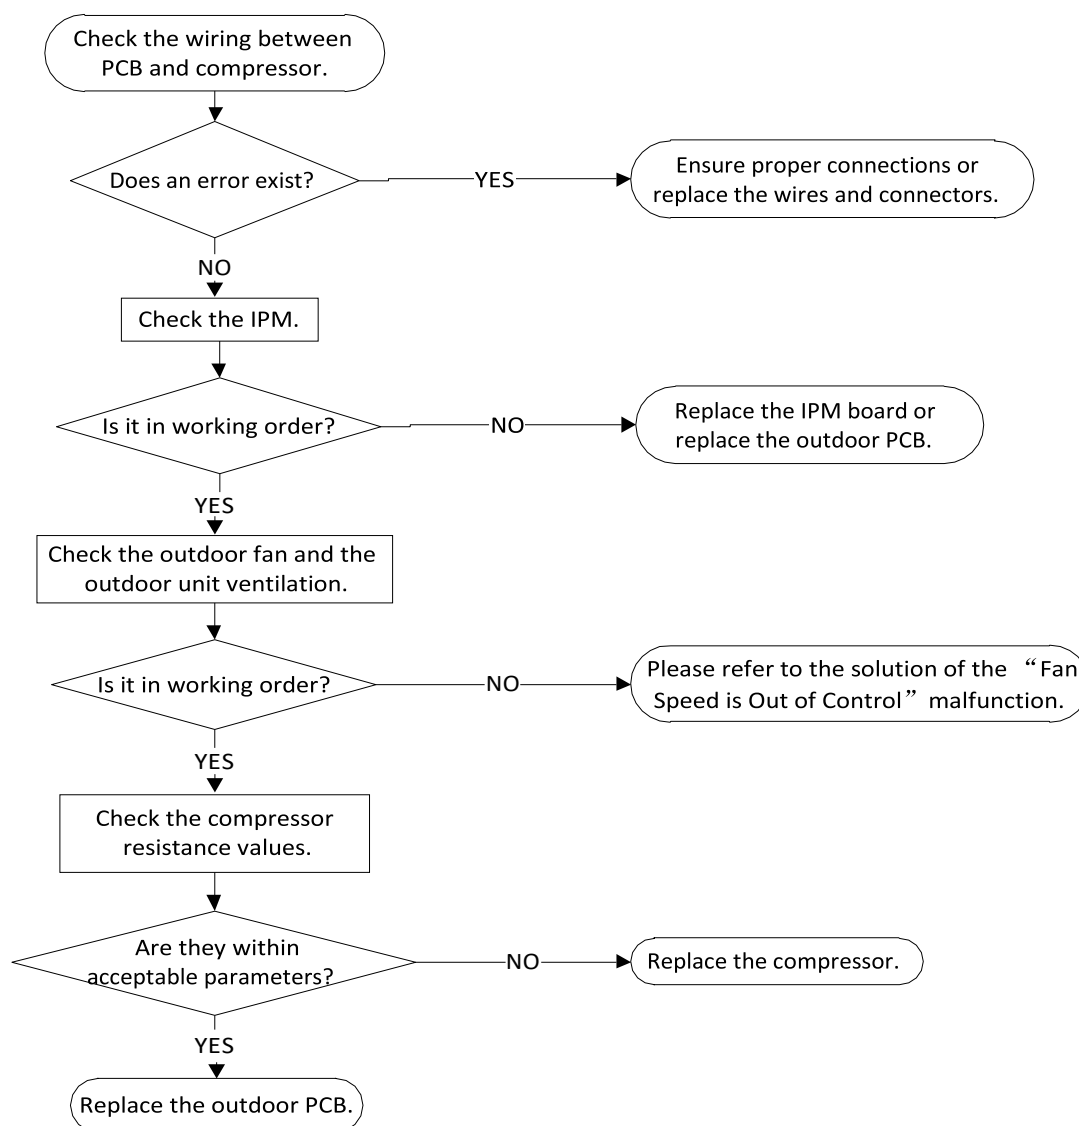 Check the wiring between
PCB and compressor.
Does an error exist?
YES
Ensure proper connections or
replace the wires and connectors.
NO
Check the IPM.
Is it in working order?
NO
Replace the IPM board or
replace the outdoor PCB.
YES
Check the outdoor fan and the
outdoor unit ventilation.
Is it in working order?
NO
Please refer to the solution of the “Fan
Speed is Out of Control” malfunction.
YES
Check the compressor
resistance values.
Are they within
acceptable parameters?
NO
Replace the compressor.
YES
Replace the outdoor PCB.